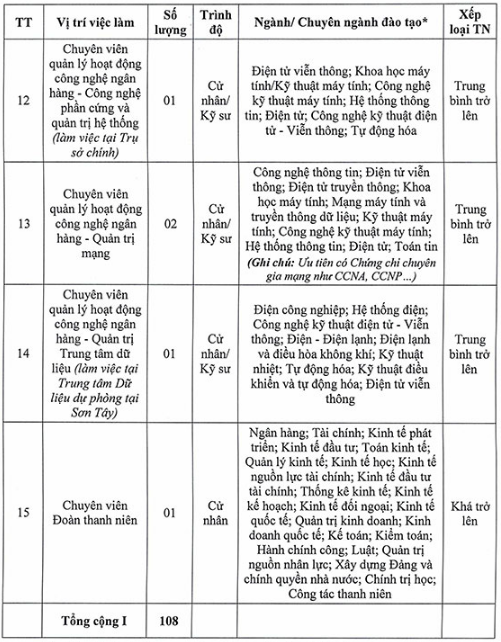 TT
Vị trí việc làm
Số
lượng
Trình
độ
Ngành/ Chuyên ngành đào tạo*
Xếp
loại TN
12
Chuyên viên
quản lý hoạt động
công nghệ ngân
hàng - Công nghệ
phần cứng và
quản trị hệ thống
(làm việc tại Trụ
sở chính)
01
Cử
nhân/
Kỹ sư
Điện tử viễn thông; Khoa học máy
tính/Kỹ thuật máy tính; Công nghệ
kỹ thuật máy tính; Hệ thống thông
tin; Điện tử; Công nghệ kỹ thuật điện tử
- Viễn thông; Tự động hóa
Trung
bình trở
lên
13
Chuyên viên
quản lý hoạt động
công nghệ ngân
hàng - Quản trị
mạng
02
Cử
nhân/
Kỹ sư
Công nghệ thông tin; Điện tử viễn
thông; Điện tử truyền thông; Khoa
học máy tính; Mạng máy tính và
truyền thông dữ liệu; Kỹ thuật máy
tính; Công nghệ kỹ thuật máy tính;
Hệ thống thông tin; Điện tử; Toán tin
(Ghi chú: Ưu tiên có Chứng chỉ chuyên
gia mạng như CCNA, CCNP…)
Trung
bình trở
lên
14
Chuyên viên
quản lý hoạt động
công nghệ ngân
hàng - Quản trị
Trung tâm dữ
liệu (làm việc tại
Trung tâm Dữ
liệu dự phòng tại
Sơn Tây)
01
Cử
nhân/
Kỹ sư
Điện công nghiệp; Hệ thống điện;
Công nghệ kỹ thuật điện tử - Viễn
thông; Điện - Điện lạnh; Điện lạnh
và điều hòa không khí; Kỹ thuật
nhiệt; Tự động hóa; Kỹ thuật điều
khiển và tự động hóa; Điện tử viễn
thông
Trung
bình trở
lên
15
Chuyên viên
Đoàn thanh niên
01
Cử
nhân
Ngân hàng; Tài chính; Kinh tế phát
triển; Kinh tế đầu tư; Toán kinh tế;
Quản lý kinh tế; Kinh tế học; Kinh tế
nguồn lực tài chính; Kinh tế đầu tư
tài chính; Thống kê kinh tế; Kinh tế
kế hoạch; Kinh tế đối ngoại; Kinh tế
quốc tế; Quản trị kinh doanh; Kinh
doanh quốc tế; Kế toán; Kiểm toán;
Hành chính công; Luật; Quản trị
nguồn nhân lực; Xây dựng Đảng và
chính quyền nhà nước; Chính trị học;
Công tác thanh niên
Khá trở
lên
Tổng cộng I
108